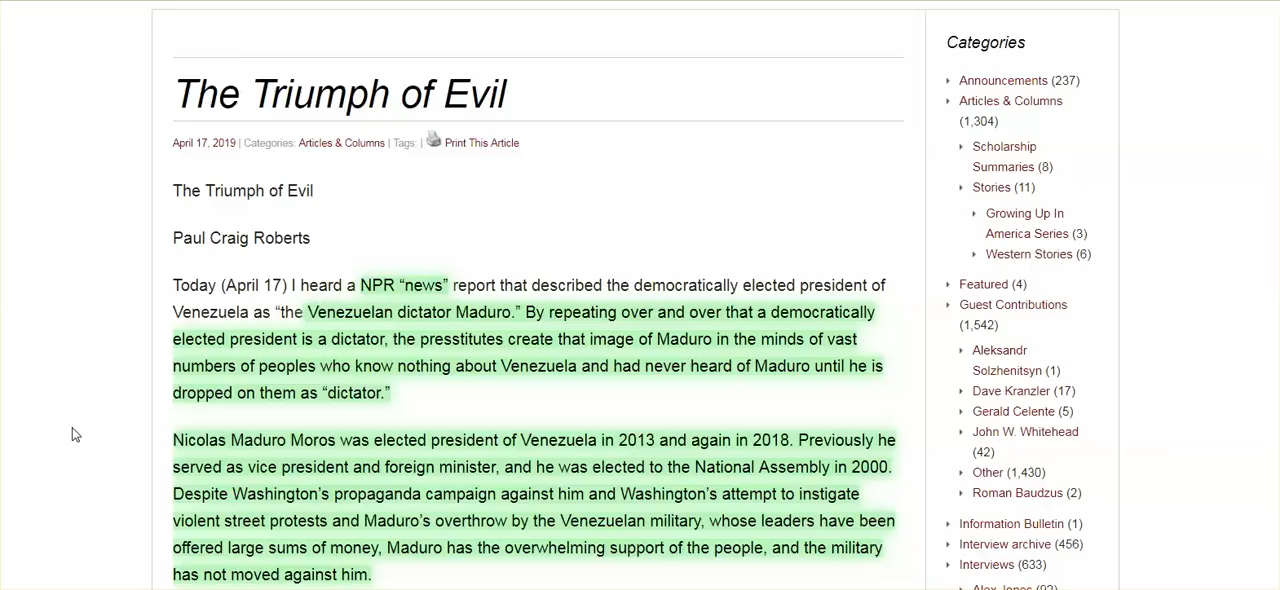 The Triumph of Evil
April 17, 2019 | Categories: Articles & Columns | Tags: | Print This Article
The Triumph of Evil
Paul Craig Roberts
Today (April 17) I heard a NPR “news” report that described the democratically elected president of
Venezuela as “the Venezuelan dictator Maduro.” By repeating over and over that a democratically
elected president is a dictator, the presstitutes create that image of Maduro in the minds of vast
numbers of peoples who know nothing about Venezuela and had never heard of Maduro until he is
dropped on them as “dictator.”
Nicolas Maduro Moros was elected president of Venezuela in 2013 and again in 2018. Previously he
served as vice president and foreign minister, and he was elected to the National Assembly in 2000.
Despite Washington’s propaganda campaign against him and Washington’s attempt to instigate
violent street protests and Maduro’s overthrow by the Venezuelan military, whose leaders have been
offered large sums of money, Maduro has the overwhelming support of the people, and the military
has not moved against him.
Categories
Announcements (237)
Articles & Columns
(1,304)
Scholarship
Summaries (8)
Stories (11)
Growing Up In
America Series (3)
Western Stories (6)
Featured (4)
Guest Contributions
(1,542)
Aleksandr
Solzhenitsyn (1)
Dave Kranzler (17)
Gerald Celente (5)
John W. Whitehead
(42)
Other (1,430)
Roman Baudzus (2)
Information Bulletin (1)
Interview archive (456)
Interviews (633)
Alex Jones (92)